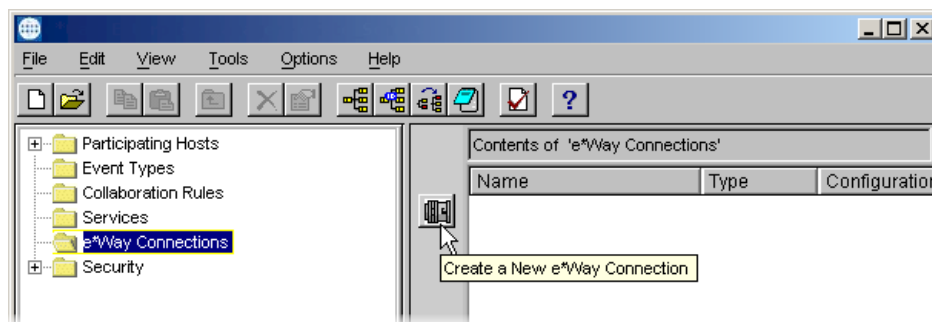 File Edit View Tools Options Help
?
Participating Hosts
Event Types
Collaboration Rules
Services
e*Way Connections
Security
Contents of 'e*Way Connections'
Name Type Configuration
Create a New e*Way Connection